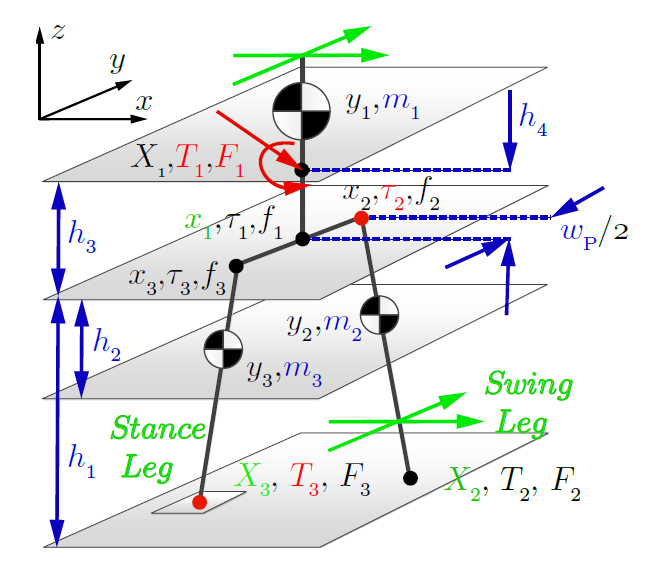 z
y
x
y₁,m₁
h₄
X₁,T₁,F₁
x₂,τ₂,f₂
x₁,τ₁,f₁
w_P/2
h₃
x₃,τ₃,f₃
h₂
y₂,m₂
y₃,m₃
Swing
Leg
Stance
Leg
h₁
X₃, T₃, F₃
X₂, T₂, F₂